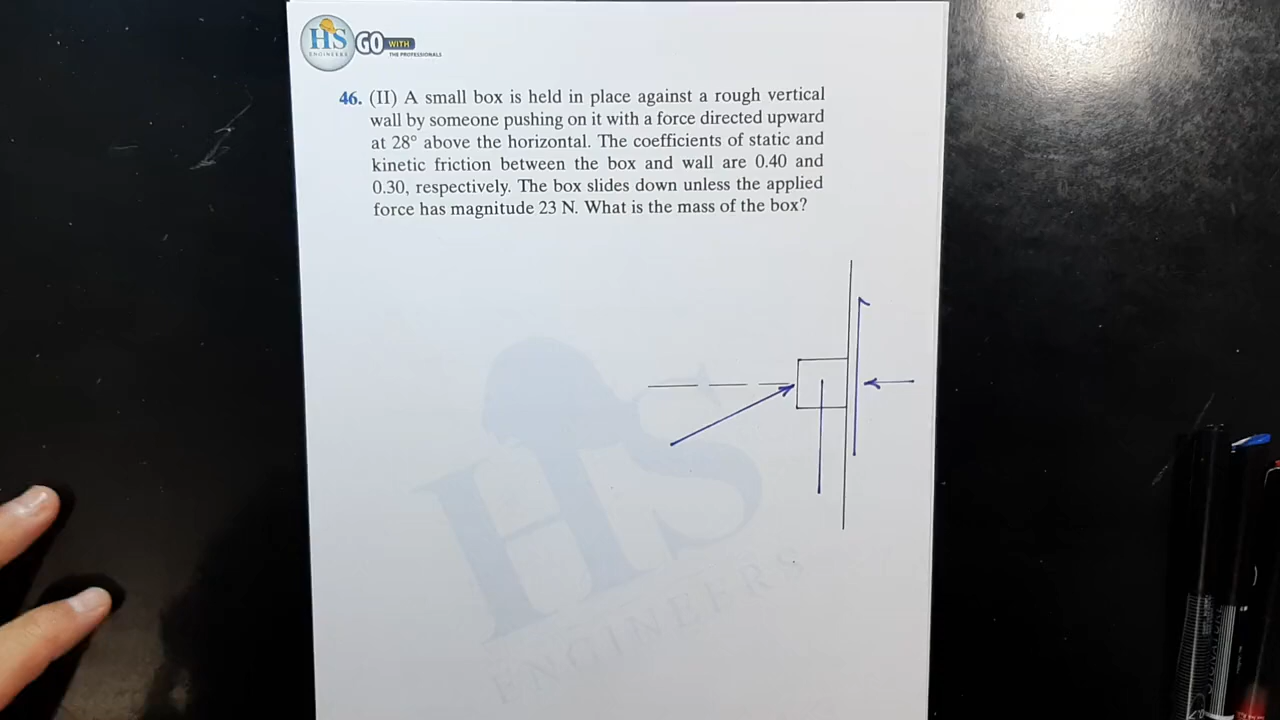 HS GO WITH
ENGINEERS THE PROFESSIONALS
46. (II) A small box is held in place against a rough vertical
wall by someone pushing on it with a force directed upward
at 28° above the horizontal. The coefficients of static and
kinetic friction between the box and wall are 0.40 and
0.30, respectively. The box slides down unless the applied
force has magnitude 23 N. What is the mass of the box?
HS
ENGINEERS